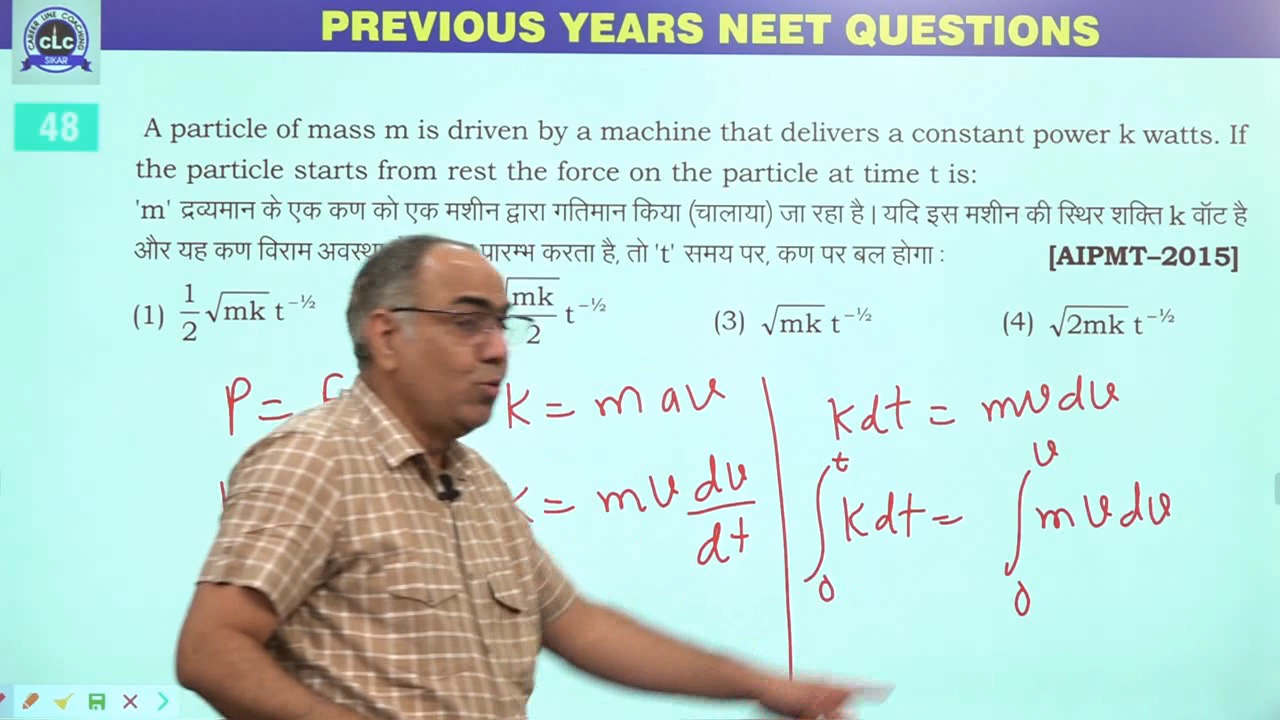 PREVIOUS YEARS NEET QUESTIONS
CAREER LINE COACHING
CLC
SIKAR
48
A particle of mass m is driven by a machine that delivers a constant power k watts. If
the particle starts from rest the force on the particle at time t is:
'm' द्रव्यमान के एक कण को एक मशीन द्वारा गतिमान किया (चालाया) जा रहा है। यदि इस मशीन की स्थिर शक्ति k वॉट है
और यह कण विराम प्रारम्भ करता है, तो 't' समय पर, कण पर बल होगा :
[AIPMT–2015]
(1) 1/2 √mk t^–½
√mk/2 t^–½
(3) √mk t^–½
(4) √2mk t^–½
P =
K = mav
= mv dv/dt
kdt = mvdv
∫₀ᵗ kdt = ∫₀ᵛ mvdv